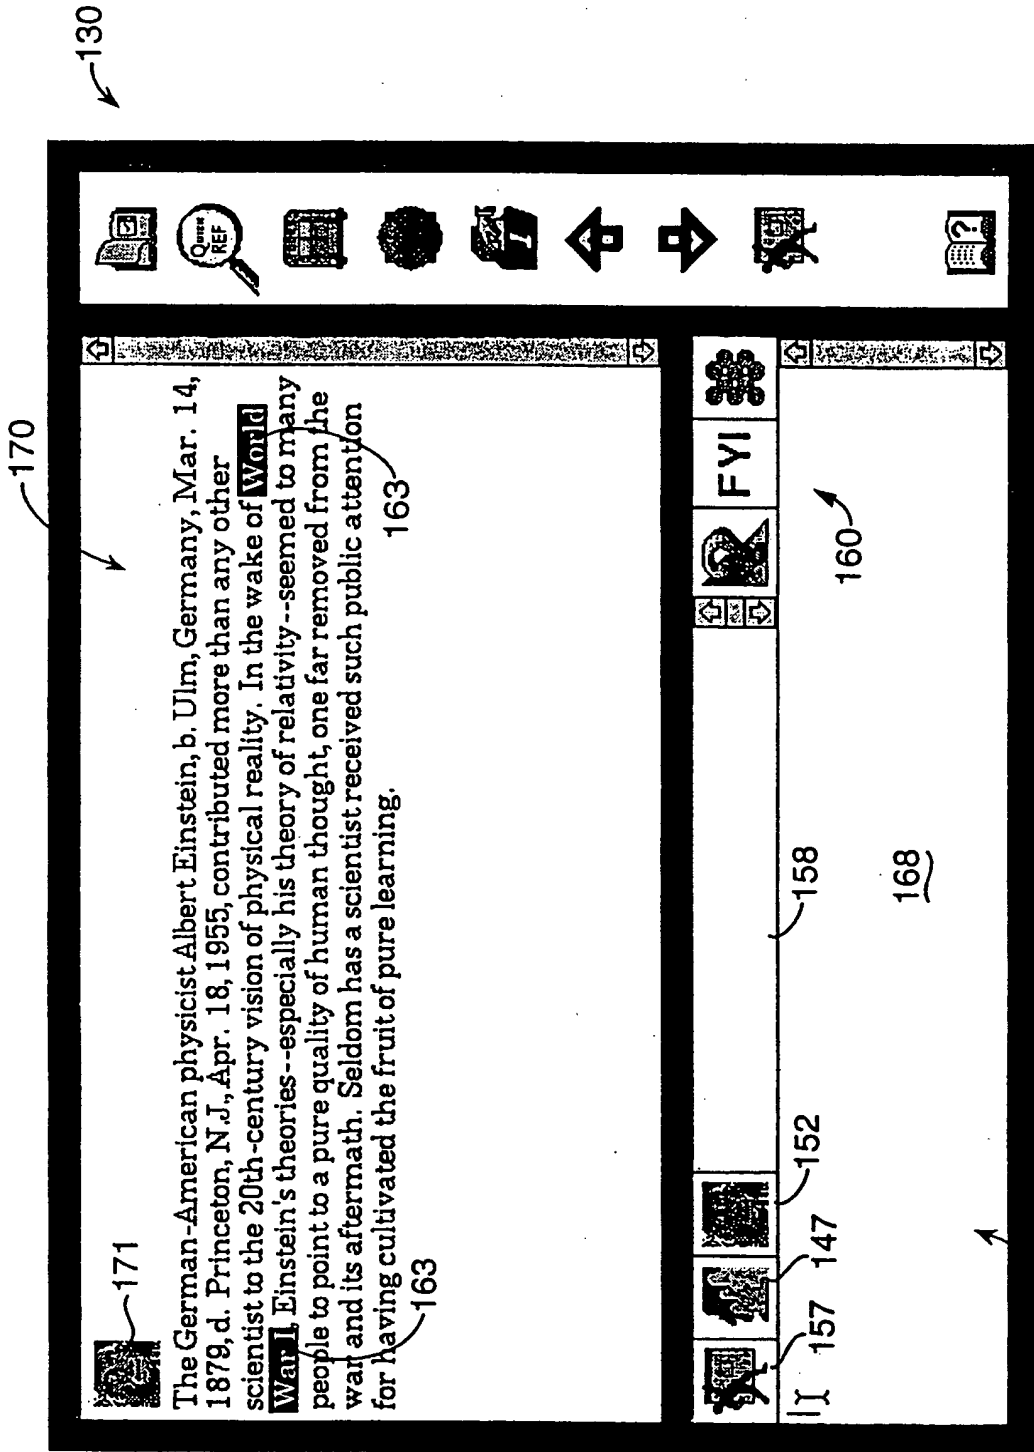 130
170
171
The German-American physicist Albert Einstein, b. Ulm, Germany, Mar. 14,
1879, d. Princeton, N.J., Apr. 18, 1955, contributed more than any other
scientist to the 20th-century vision of physical reality. In the wake of World
War I, Einstein's theories--especially his theory of relativity--seemed to many
people to point to a pure quality of human thought, one far removed from the
war and its aftermath. Seldom has a scientist received such public attention
for having cultivated the fruit of pure learning.
163
163
QUICK
REF
I
?
FYI
157
147
152
158
160
168